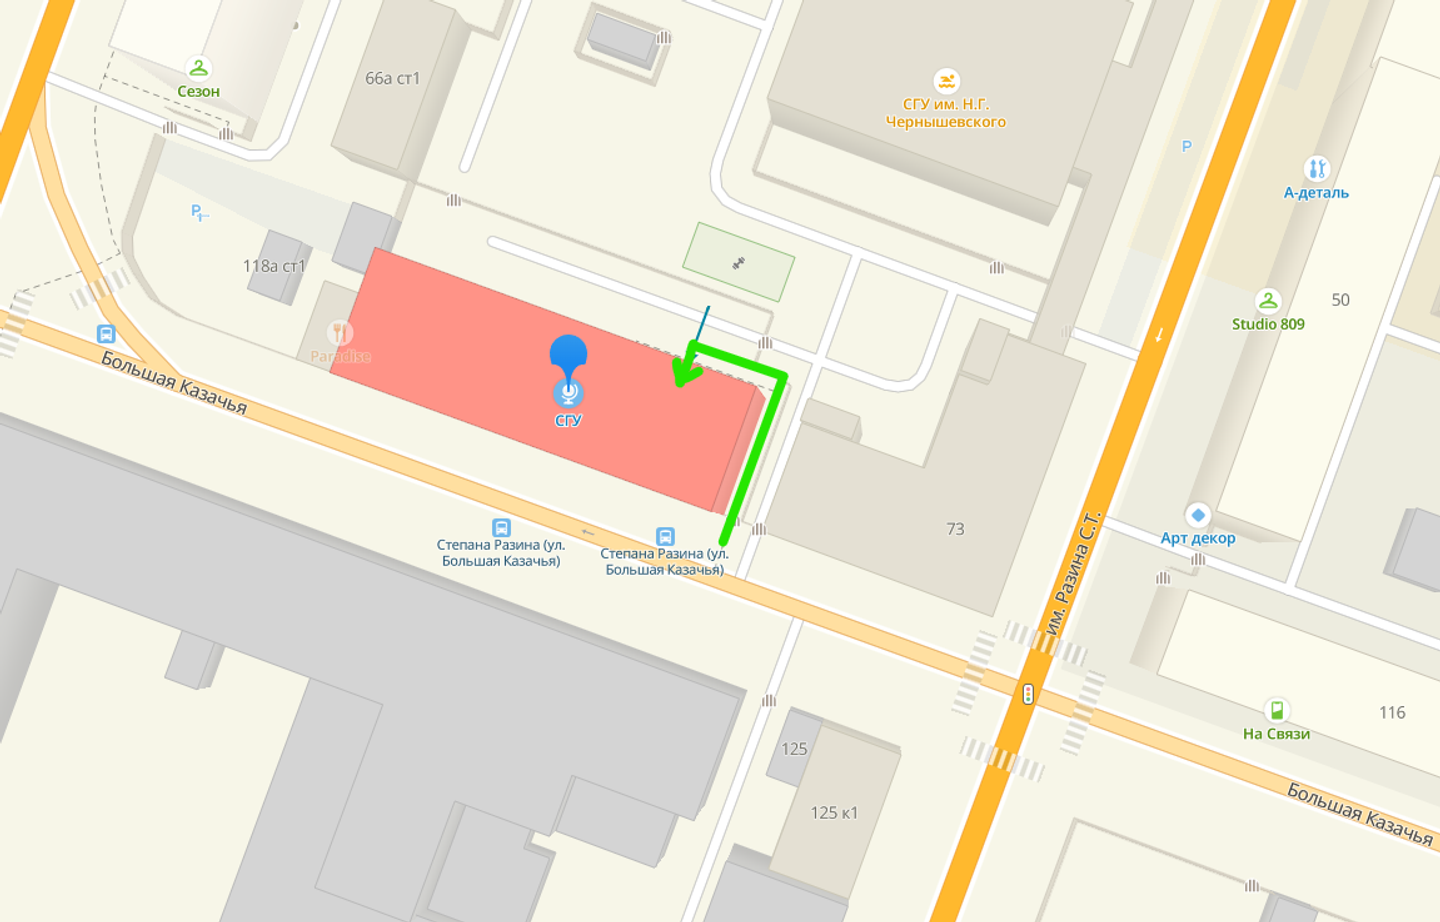 66а ст1
Сезон
СГУ им. Н.Г.
Чернышевского
P
А-деталь
P
118а ст1
50
Studio 809
Paradise
Большая Казачья
СГУ
Степана Разина (ул.
Большая Казачья)
Степана Разина (ул.
Большая Казачья)
73
Арт декор
им. Разина С.Т.
116
На Связи
125
125 к1
Большая Казачья